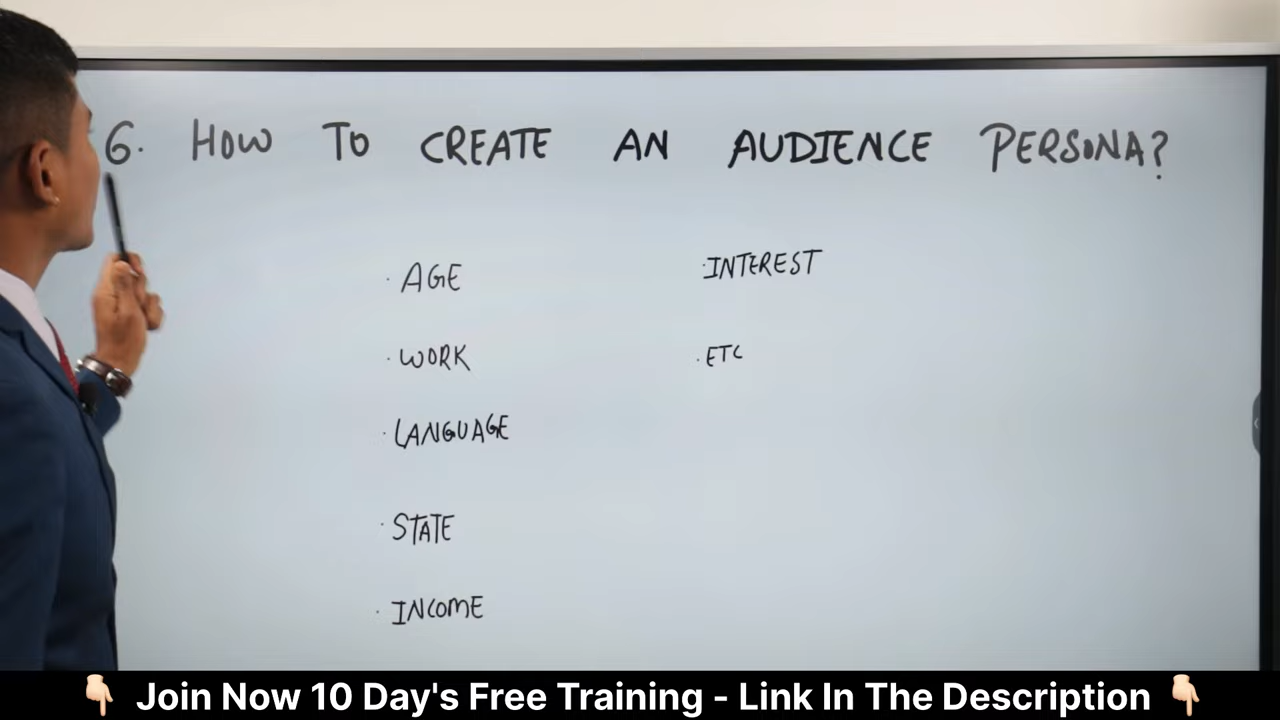 6. HOW TO CREATE AN AUDIENCE PERSONA?
· AGE
· WORK
· LANGUAGE
· STATE
· INCOME
· INTEREST
· ETC
👇🏻 Join Now 10 Day's Free Training - Link In The Description 👇🏻